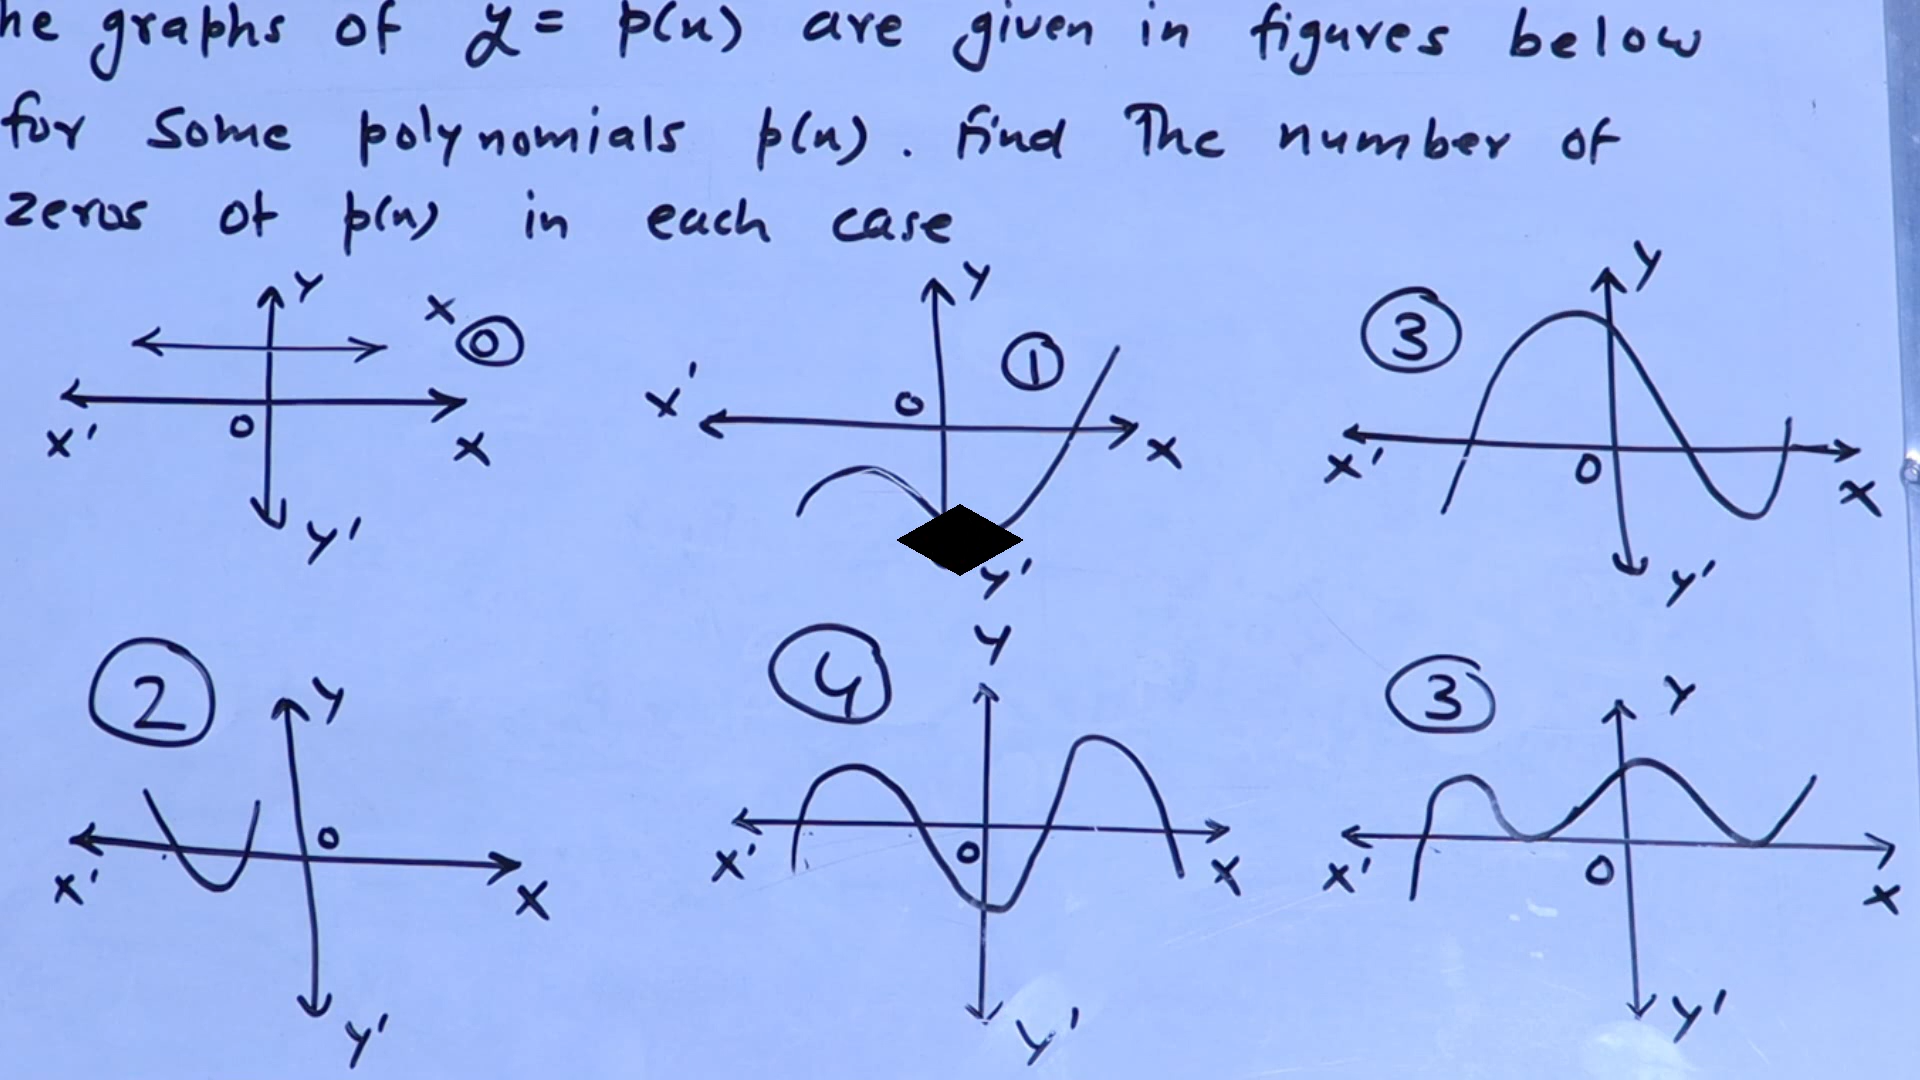 he graphs of y = p(x) are given in figures below
for some polynomials p(x). Find The number of
zeros of p(x) in each case
Y X 0
X' 0 X
Y'
Y 1
X' 0 X
Y'
3 Y
X' 0 X
Y'
2 Y
X' 0 X
Y'
4 Y
X' 0 X
Y'
3 Y
X' 0 X
Y'